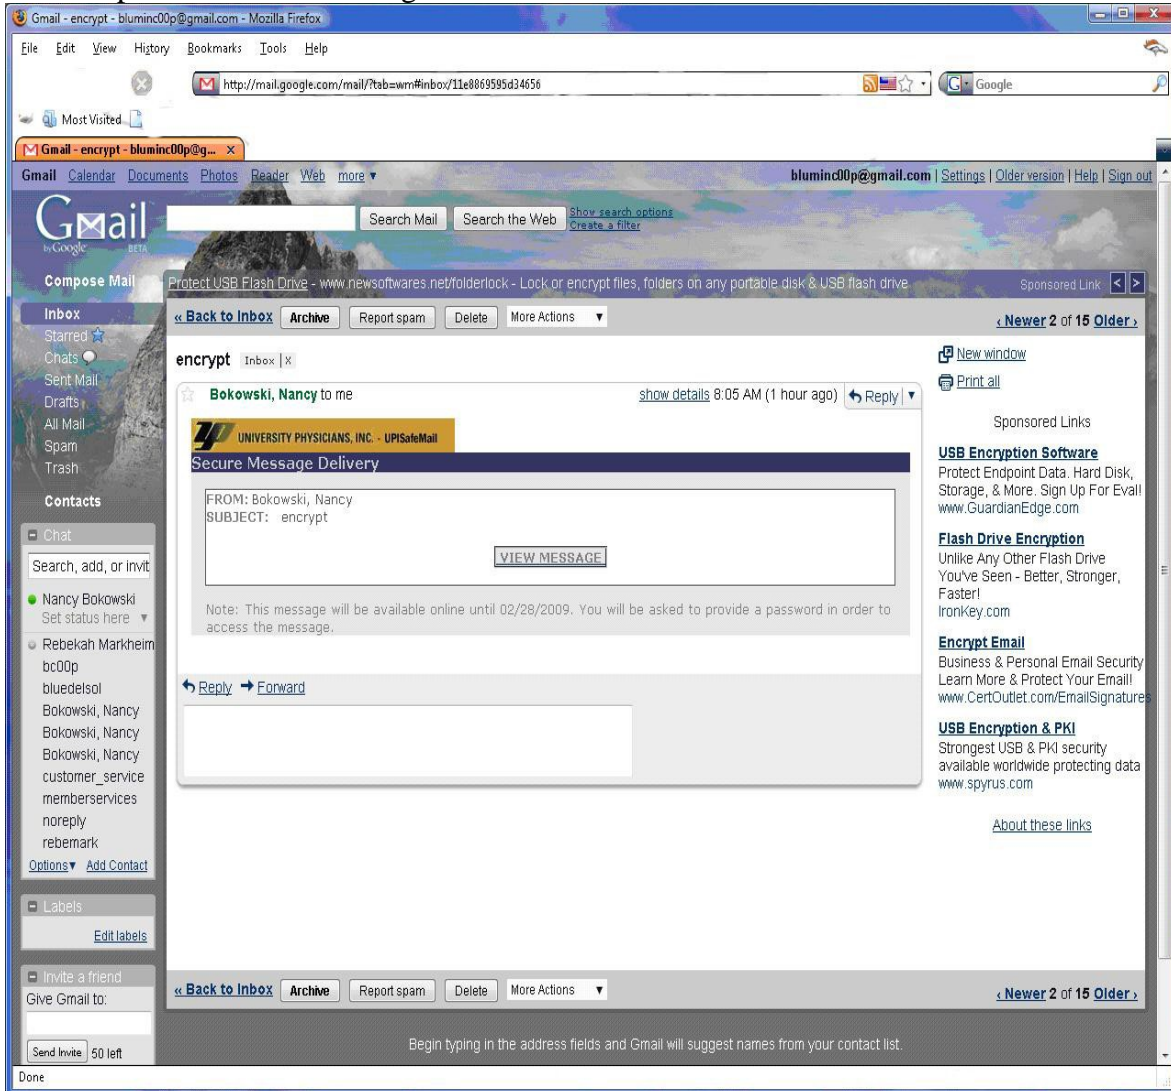 Gmail - encrypt - bluminc00p@gmail.com - Mozilla Firefox
File Edit View History Bookmarks Tools Help
http://mail.google.com/mail/?tab=wm#inbox/11e8869595d34656
Google
Most Visited
Gmail - encrypt - bluminc00p@g... x
Gmail Calendar Documents Photos Reader Web more ▼
bluminc00p@gmail.com | Settings | Older version | Help | Sign out
Gmail
by Google BETA
Search Mail Search the Web
Show search options
Create a filter
Compose Mail
Protect USB Flash Drive - www.newsoftwares.net/folderlock - Lock or encrypt files, folders on any portable disk & USB flash drive
Sponsored Link < >
Inbox
Starred
Chats
Sent Mail
Drafts
All Mail
Spam
Trash
Contacts
Chat
Search, add, or invit
Nancy Bokowski
Set status here ▼
Rebekah Markheim
bc00p
bluedelsol
Bokowski, Nancy
Bokowski, Nancy
Bokowski, Nancy
customer_service
memberservices
noreply
rebemark
Options▼ Add Contact
Labels
Edit labels
Invite a friend
Give Gmail to:
Send Invite 50 left
« Back to Inbox Archive Report spam Delete More Actions ▼
‹ Newer 2 of 15 Older ›
encrypt Inbox | X
Bokowski, Nancy to me
show details 8:05 AM (1 hour ago) Reply ▼
UNIVERSITY PHYSICIANS, INC. - UPISafeMail
Secure Message Delivery
FROM: Bokowski, Nancy
SUBJECT: encrypt
VIEW MESSAGE
Note: This message will be available online until 02/28/2009. You will be asked to provide a password in order to
access the message.
Reply Forward
New window
Print all
Sponsored Links
USB Encryption Software
Protect Endpoint Data. Hard Disk,
Storage, & More. Sign Up For Eval!
www.GuardianEdge.com
Flash Drive Encryption
Unlike Any Other Flash Drive
You've Seen - Better, Stronger,
Faster!
IronKey.com
Encrypt Email
Business & Personal Email Security
Learn More & Protect Your Email!
www.CertOutlet.com/EmailSignatures
USB Encryption & PKI
Strongest USB & PKI security
available worldwide protecting data
www.spyrus.com
About these links
« Back to Inbox Archive Report spam Delete More Actions ▼
‹ Newer 2 of 15 Older ›
Begin typing in the address fields and Gmail will suggest names from your contact list.
Done